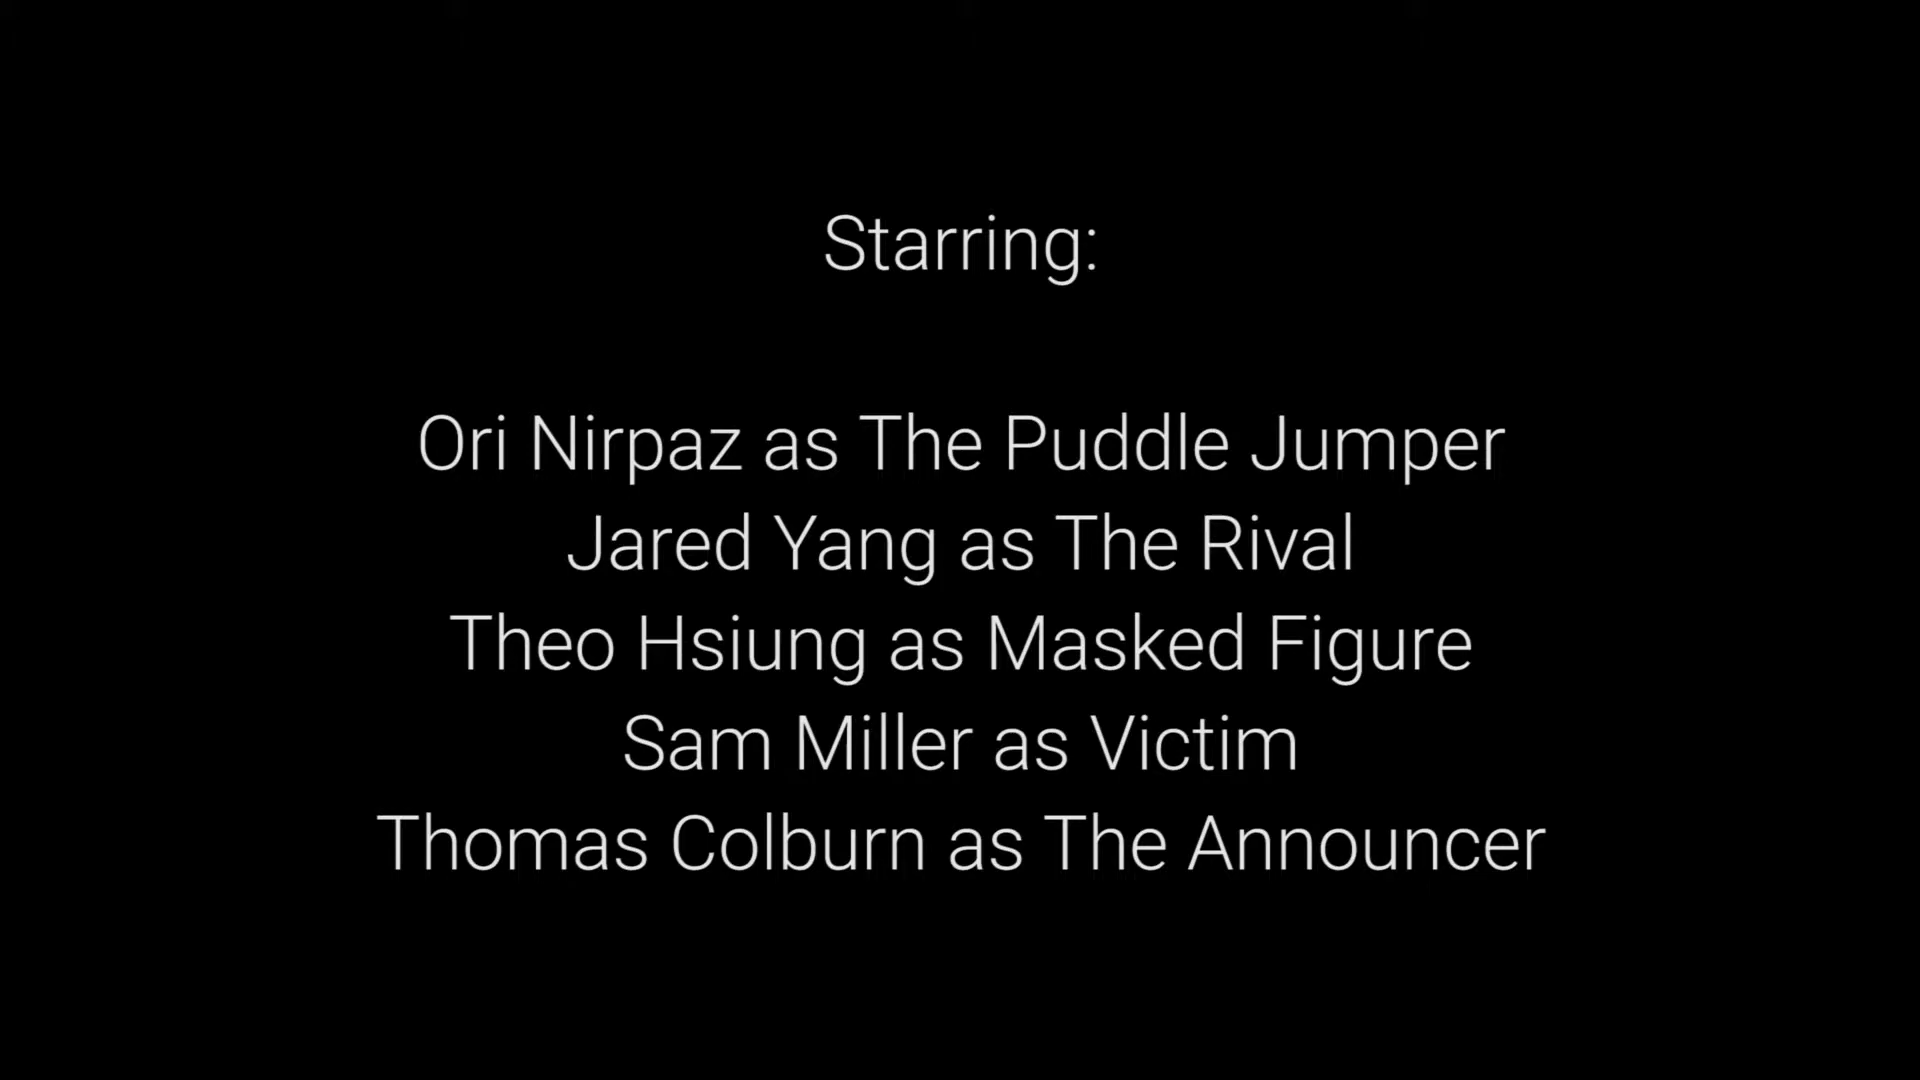 Starring:
Ori Nirpaz as The Puddle Jumper
Jared Yang as The Rival
Theo Hsiung as Masked Figure
Sam Miller as Victim
Thomas Colburn as The Announcer